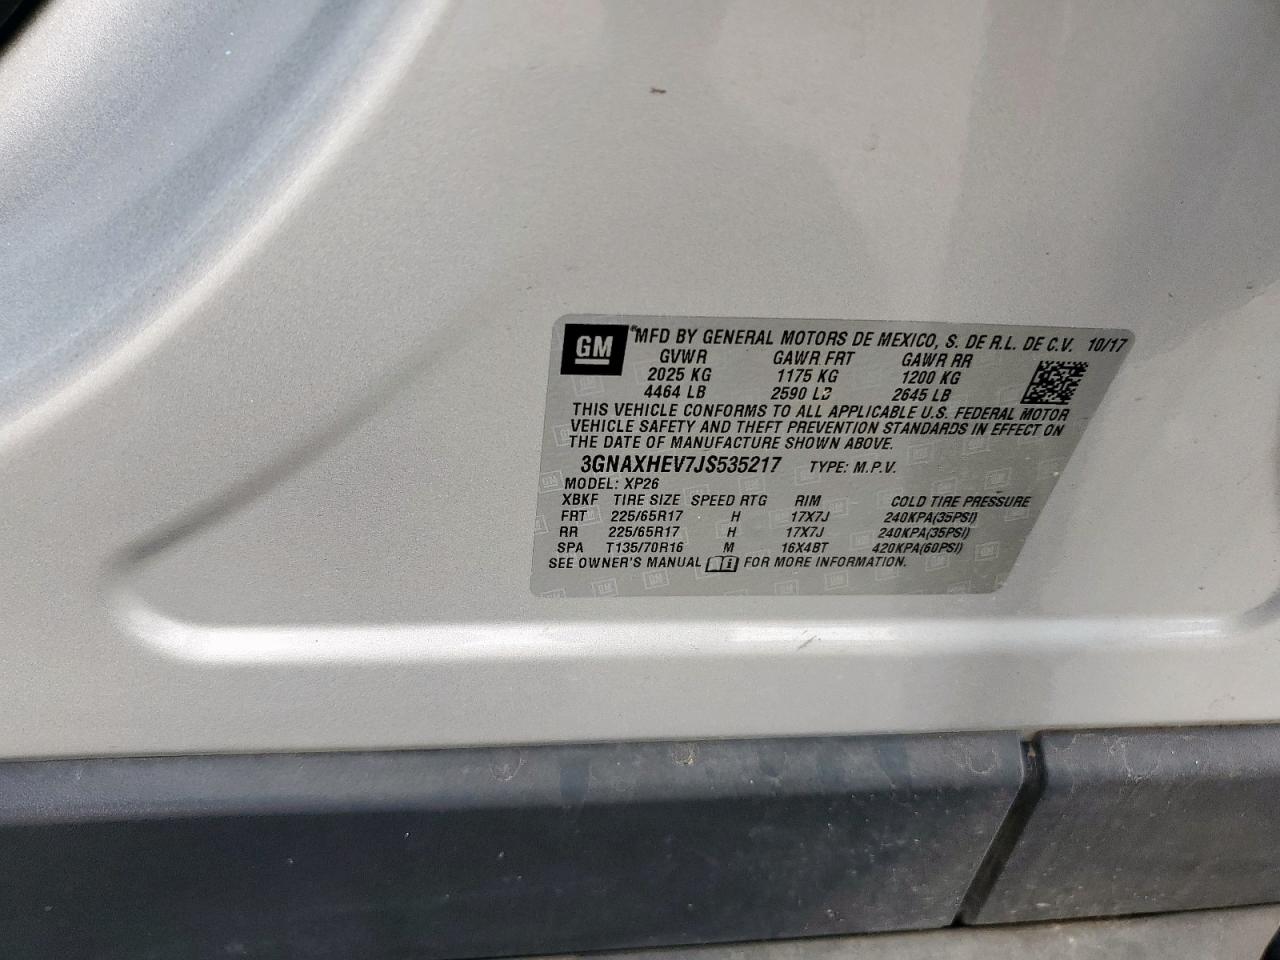 GM ® MFD BY GENERAL MOTORS DE MEXICO, S. DE R.L. DE C.V. 10/17
GVWR GAWR FRT GAWR RR
2025 KG 1175 KG 1200 KG
4464 LB 2590 LB 2645 LB
THIS VEHICLE CONFORMS TO ALL APPLICABLE U.S. FEDERAL MOTOR
VEHICLE SAFETY AND THEFT PREVENTION STANDARDS IN EFFECT ON
THE DATE OF MANUFACTURE SHOWN ABOVE.
3GNAXHEV7JS535217 TYPE: M.P.V.
MODEL: XP26
XBKF TIRE SIZE SPEED RTG RIM COLD TIRE PRESSURE
FRT 225/65R17 H 17X7J 240KPA(35PSI)
RR 225/65R17 H 17X7J 240KPA(35PSI)
SPA T135/70R16 M 16X4BT 420KPA(60PSI)
SEE OWNER'S MANUAL FOR MORE INFORMATION.